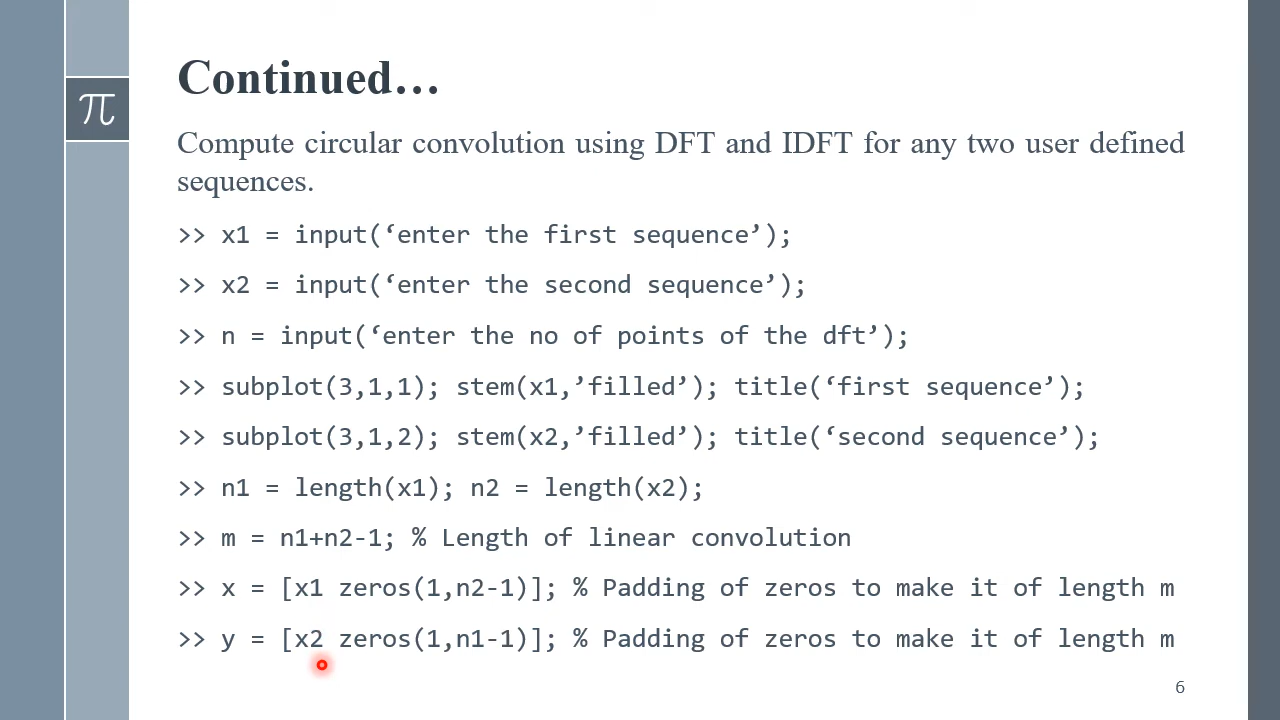 Continued…
π
Compute circular convolution using DFT and IDFT for any two user defined
sequences.
>> x1 = input(‘enter the first sequence’);
>> x2 = input(‘enter the second sequence’);
>> n = input(‘enter the no of points of the dft’);
>> subplot(3,1,1); stem(x1,’filled’); title(‘first sequence’);
>> subplot(3,1,2); stem(x2,’filled’); title(‘second sequence’);
>> n1 = length(x1); n2 = length(x2);
>> m = n1+n2-1; % Length of linear convolution
>> x = [x1 zeros(1,n2-1)]; % Padding of zeros to make it of length m
>> y = [x2 zeros(1,n1-1)]; % Padding of zeros to make it of length m
6